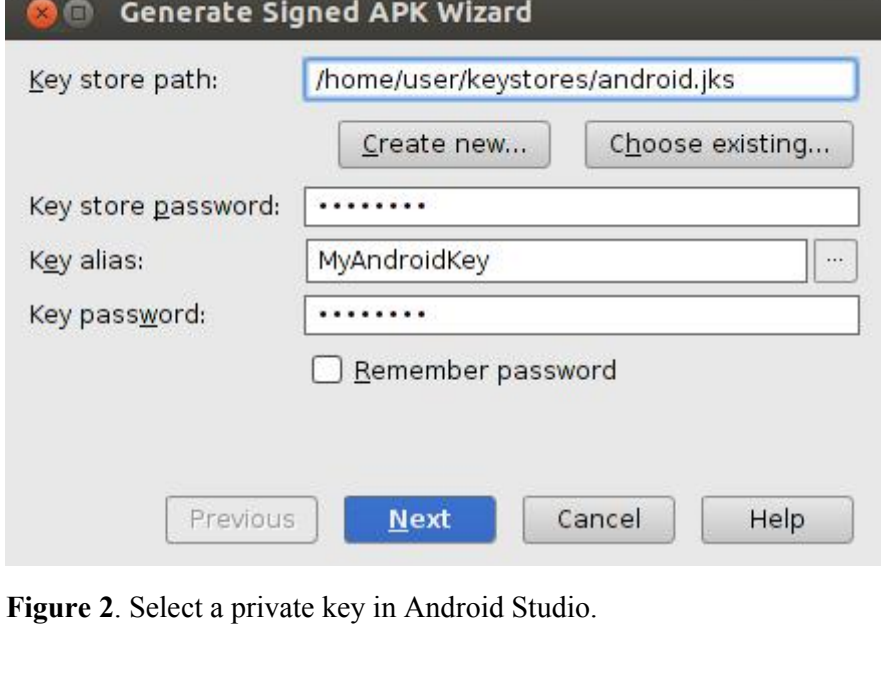 Generate Signed APK Wizard
Key store path: /home/user/keystores/android.jks
Create new... Choose existing...
Key store password: ••••••••
Key alias: MyAndroidKey ...
Key password: ••••••••
Remember password
Previous Next Cancel Help
Figure 2. Select a private key in Android Studio.